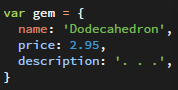 var gem = {
  name: 'Dodecahedron',
  price: 2.95,
  description: '. . .',
}